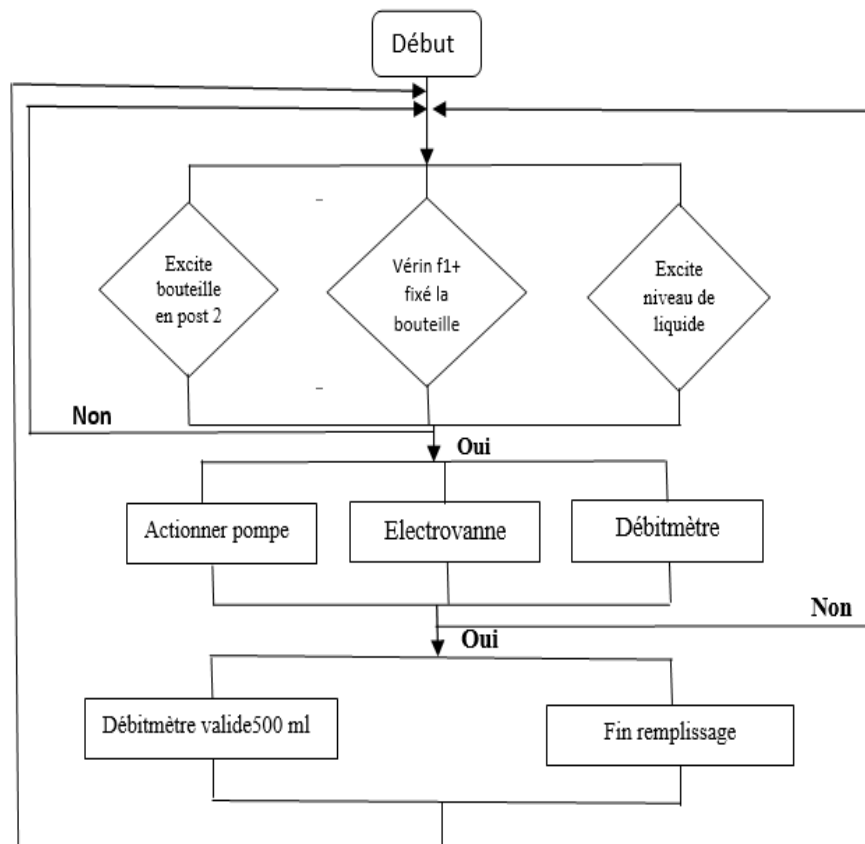 Début
Excite
bouteille
en post 2
Vérin f1+
fixé la
bouteille
Excite
niveau de
liquide
Non
Oui
Actionner pompe
Electrovanne
Débitmètre
Non
Oui
Débitmètre valide500 ml
Fin remplissage